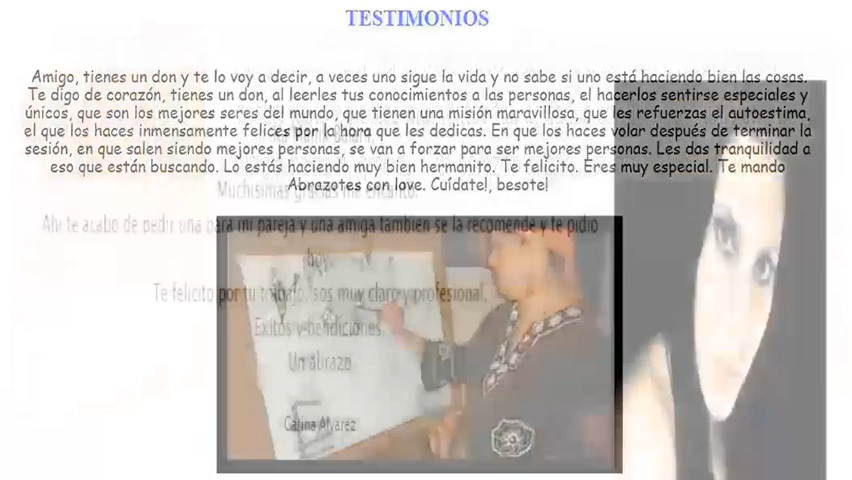 TESTIMONIOS
Amigo, tienes un don y te lo voy a decir, a veces uno sigue la vida y no sabe si uno está haciendo bien las cosas.
Te digo de corazón, tienes un don, al leerles tus conocimientos a las personas, el hacerlos sentirse especiales y
únicos, que son los mejores seres del mundo, que tienen una misión maravillosa, que les refuerzas el autoestima,
el que los haces inmensamente felices por la hora que les dedicas. En que los haces volar después de terminar la
sesión, en que salen siendo mejores personas, se van a forzar para ser mejores personas. Les das tranquilidad a
eso que están buscando. Lo estás haciendo muy bien hermanito. Te felicito. Eres muy especial. Te mando
Abrazotes con love. Cuídate!, besote!
Muchisimas gracias me encanto.
Ahi te acabo de pedir una para mi pareja y una amiga tambien se la recomende y te pidio
hoy.
Te felicito por tu trabajo, sos muy claro y profesional.
Exitos y bendiciones.
Un abrazo
Carina Alvarez